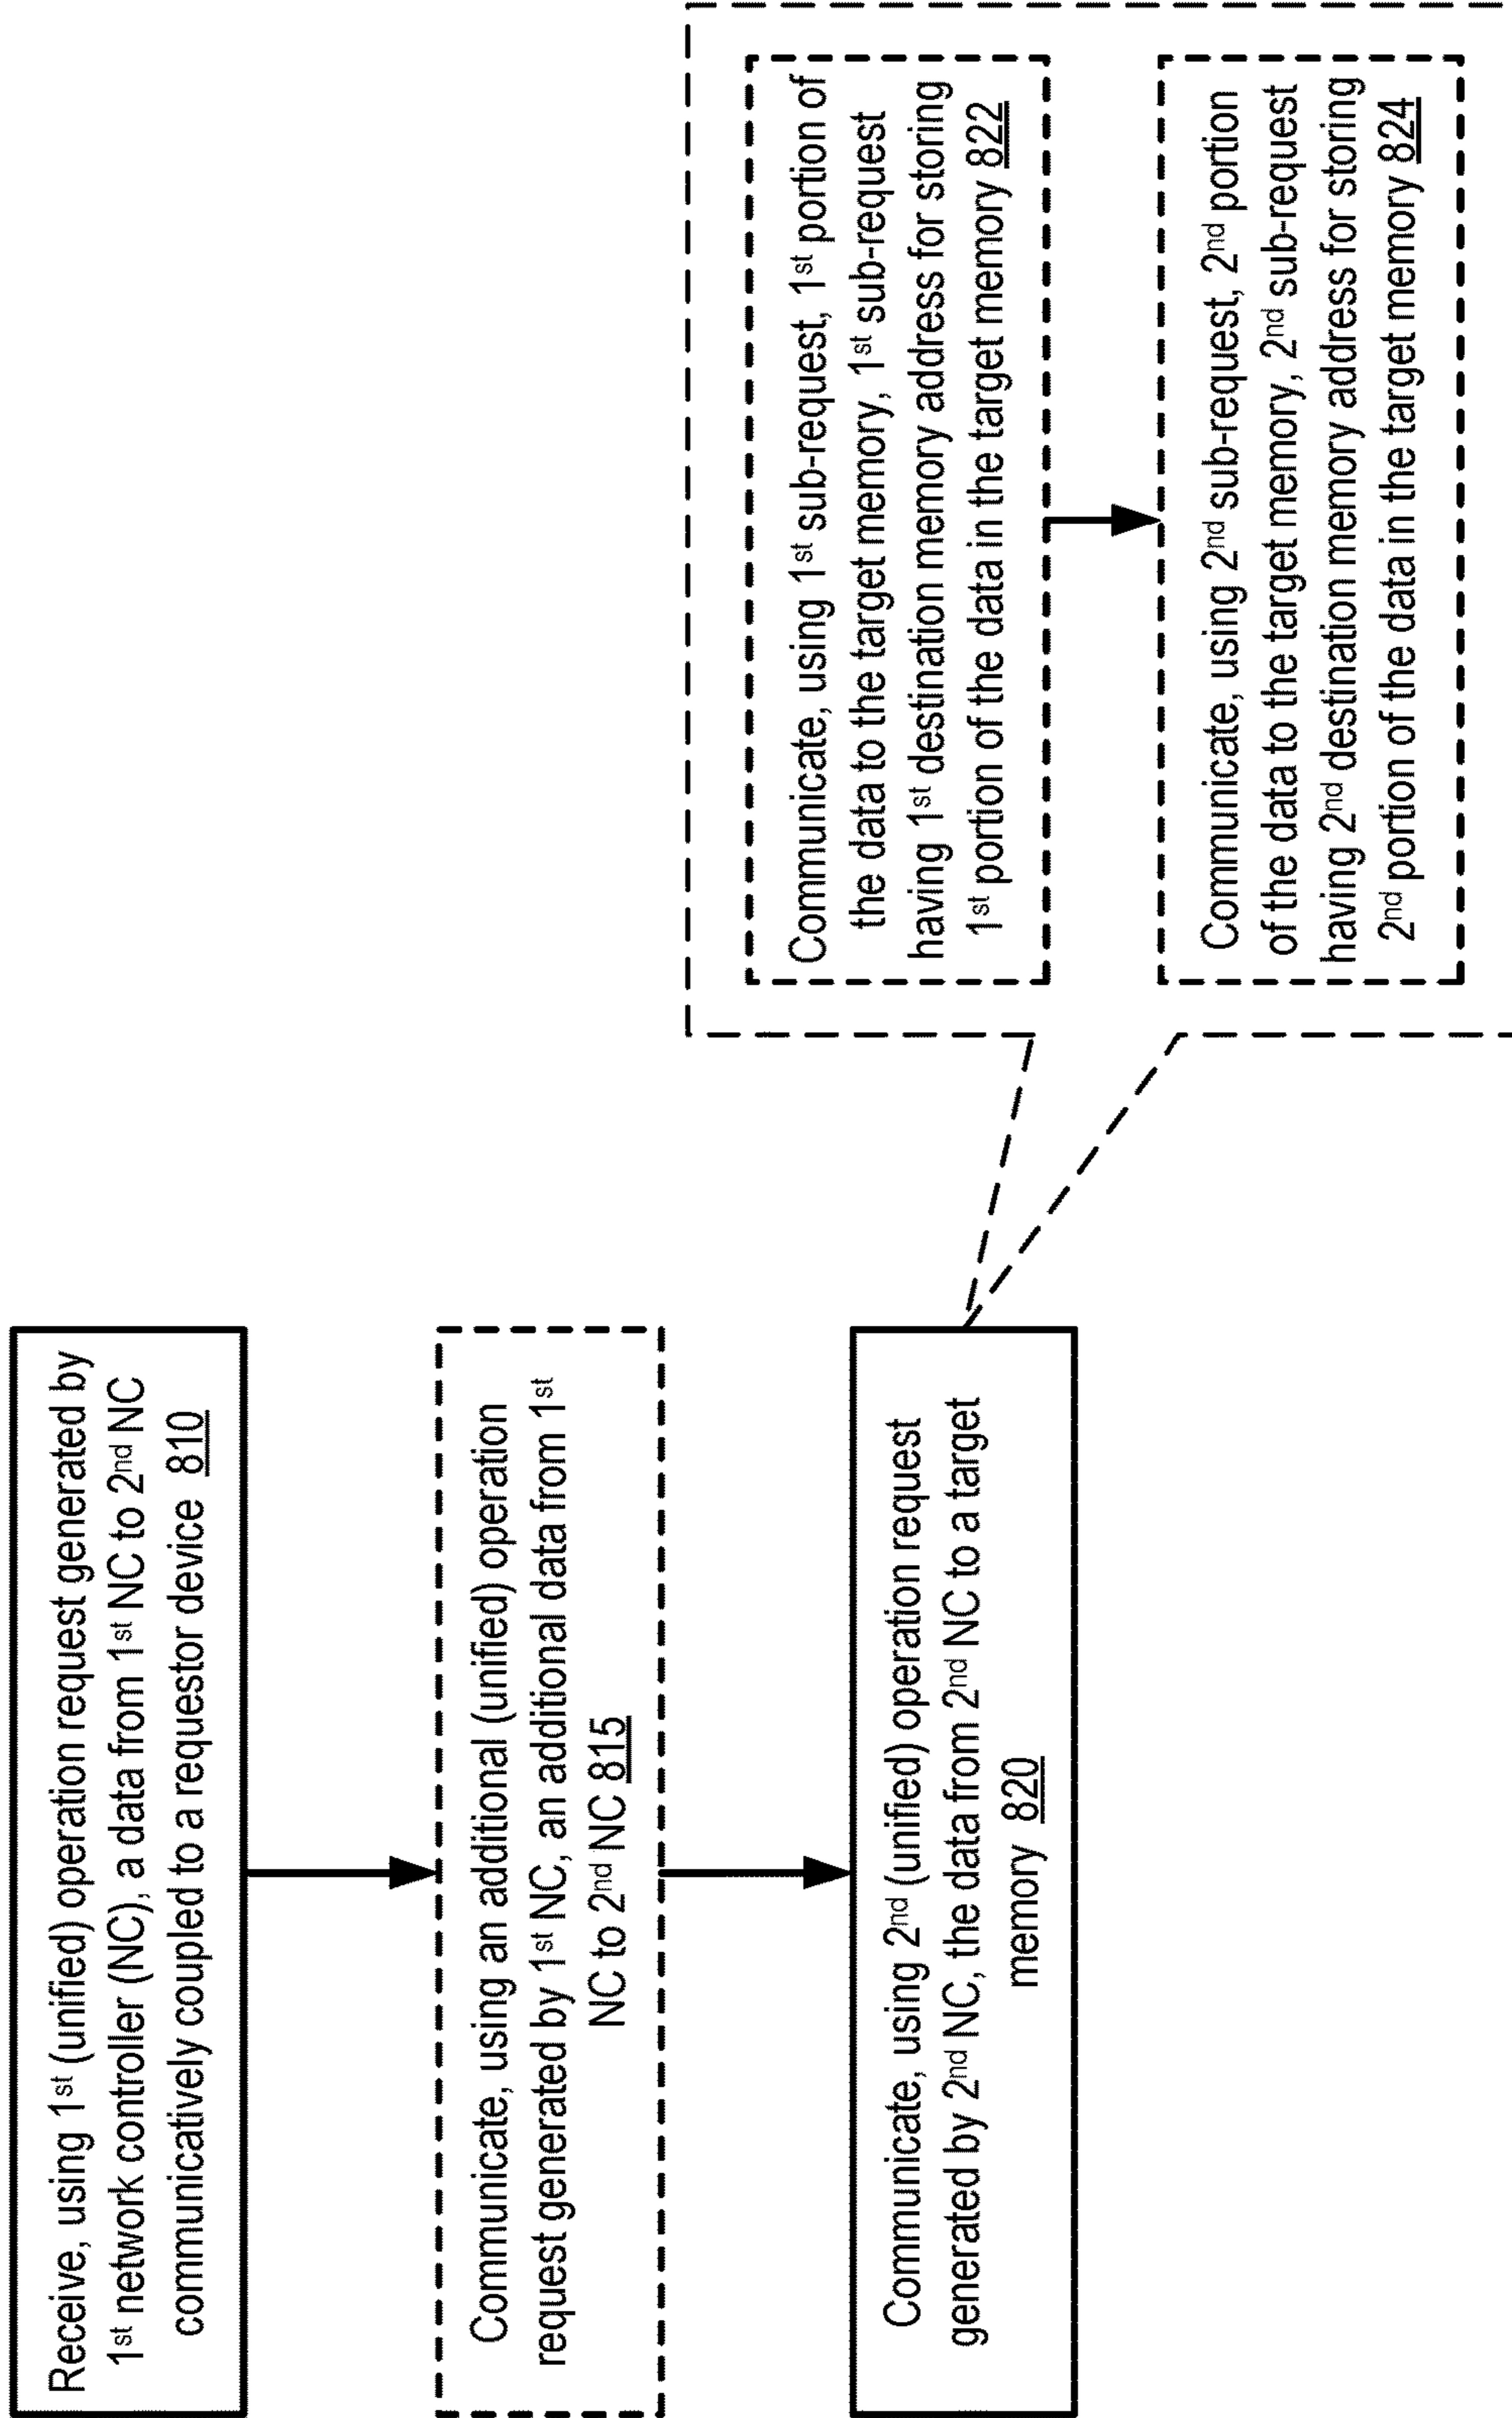 Receive, using 1st (unified) operation request generated by
1st network controller (NC), a data from 1st NC to 2nd NC
communicatively coupled to a requestor device 810
Communicate, using an additional (unified) operation
request generated by 1st NC, an additional data from 1st
NC to 2nd NC 815
Communicate, using 2nd (unified) operation request
generated by 2nd NC, the data from 2nd NC to a target
memory 820
Communicate, using 1st sub-request, 1st portion of
the data to the target memory, 1st sub-request
having 1st destination memory address for storing
1st portion of the data in the target memory 822
Communicate, using 2nd sub-request, 2nd portion
of the data to the target memory, 2nd sub-request
having 2nd destination memory address for storing
2nd portion of the data in the target memory 824